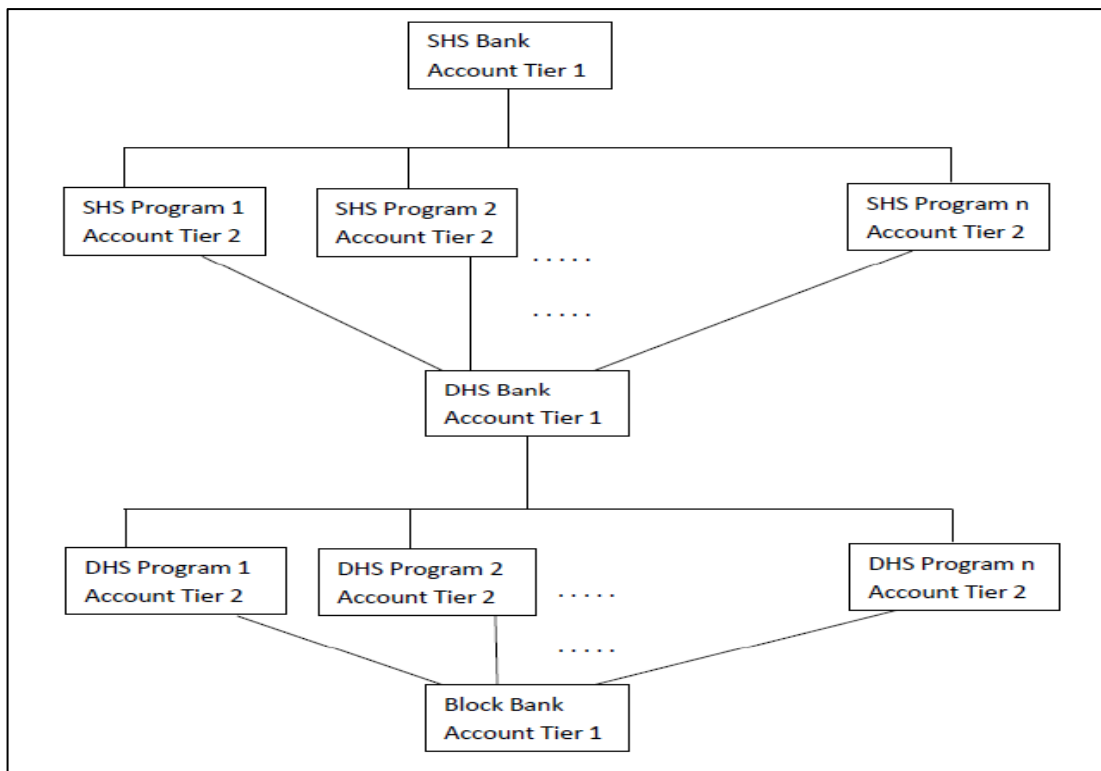 SHS Bank
Account Tier 1
SHS Program 1
Account Tier 2
SHS Program 2
Account Tier 2
. . . . .
. . . . .
SHS Program n
Account Tier 2
DHS Bank
Account Tier 1
DHS Program 1
Account Tier 2
DHS Program 2
Account Tier 2
. . . . .
. . . . .
DHS Program n
Account Tier 2
Block Bank
Account Tier 1